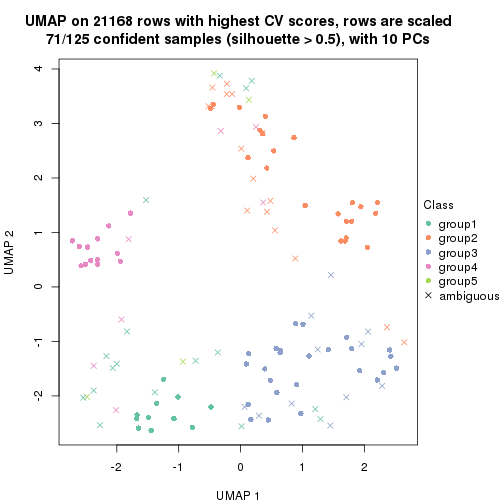 UMAP on 21168 rows with highest CV scores, rows are scaled
71/125 confident samples (silhouette > 0.5), with 10 PCs
4
3
2
1
0
-1
-2
UMAP 2
-2
-1
0
1
2
UMAP 1
Class
group1
group2
group3
group4
group5
ambiguous